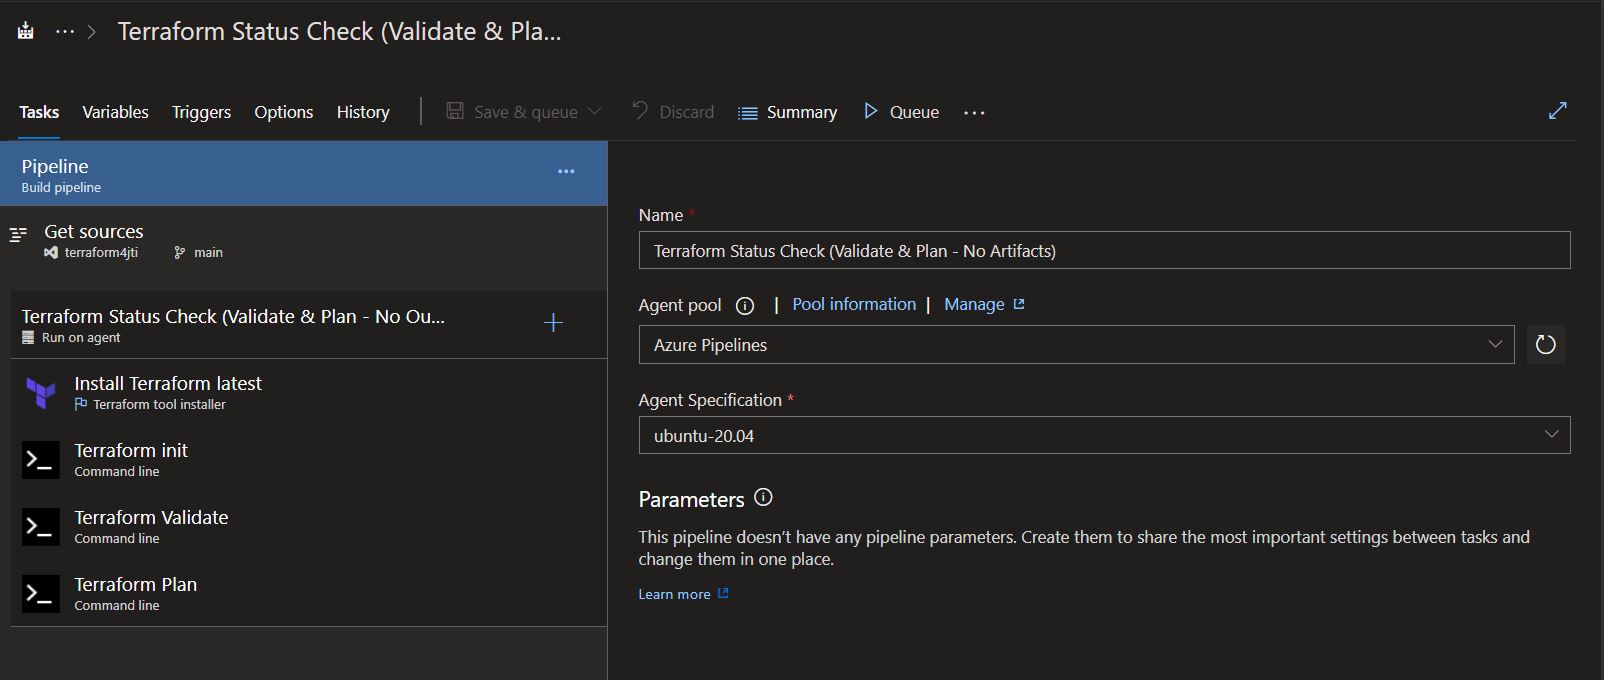 ... > Terraform Status Check (Validate & Pla...
Tasks Variables Triggers Options History | Save & queue Discard Summary Queue ...
Pipeline ...
Build pipeline
Get sources
terraform4jti main
Terraform Status Check (Validate & Plan - No Ou... +
Run on agent
Install Terraform latest
Terraform tool installer
Terraform init
Command line
Terraform Validate
Command line
Terraform Plan
Command line
Name *
Terraform Status Check (Validate & Plan - No Artifacts)
Agent pool | Pool information | Manage
Azure Pipelines
Agent Specification *
ubuntu-20.04
Parameters
This pipeline doesn't have any pipeline parameters. Create them to share the most important settings between tasks and
change them in one place.
Learn more